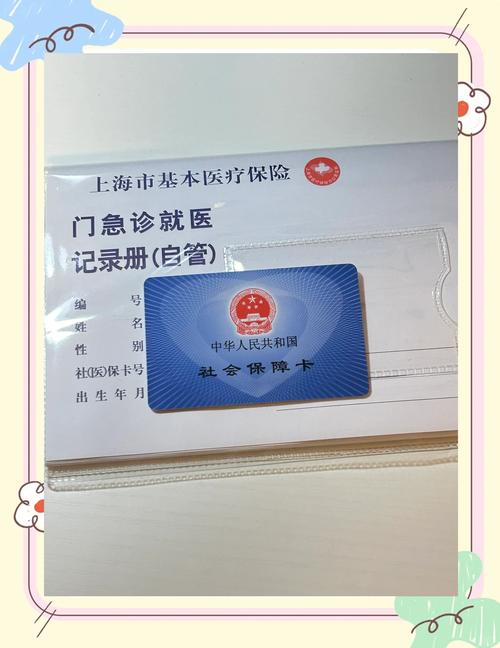 上海市基本医疗保险
门急诊就医
记录册(自管)
编号
姓名
性别
社(医)保卡号
出生年月
中华人民共和国
社会保障卡